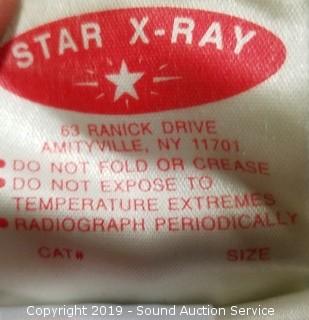 STAR X-RAY
63 RANICK DRIVE
AMITYVILLE, NY 11701
• DO NOT FOLD OR CREASE
• DO NOT EXPOSE TO
TEMPERATURE EXTREMES
• RADIOGRAPH PERIODICALLY
CAT# SIZE
Copyright 2019 - Sound Auction Service